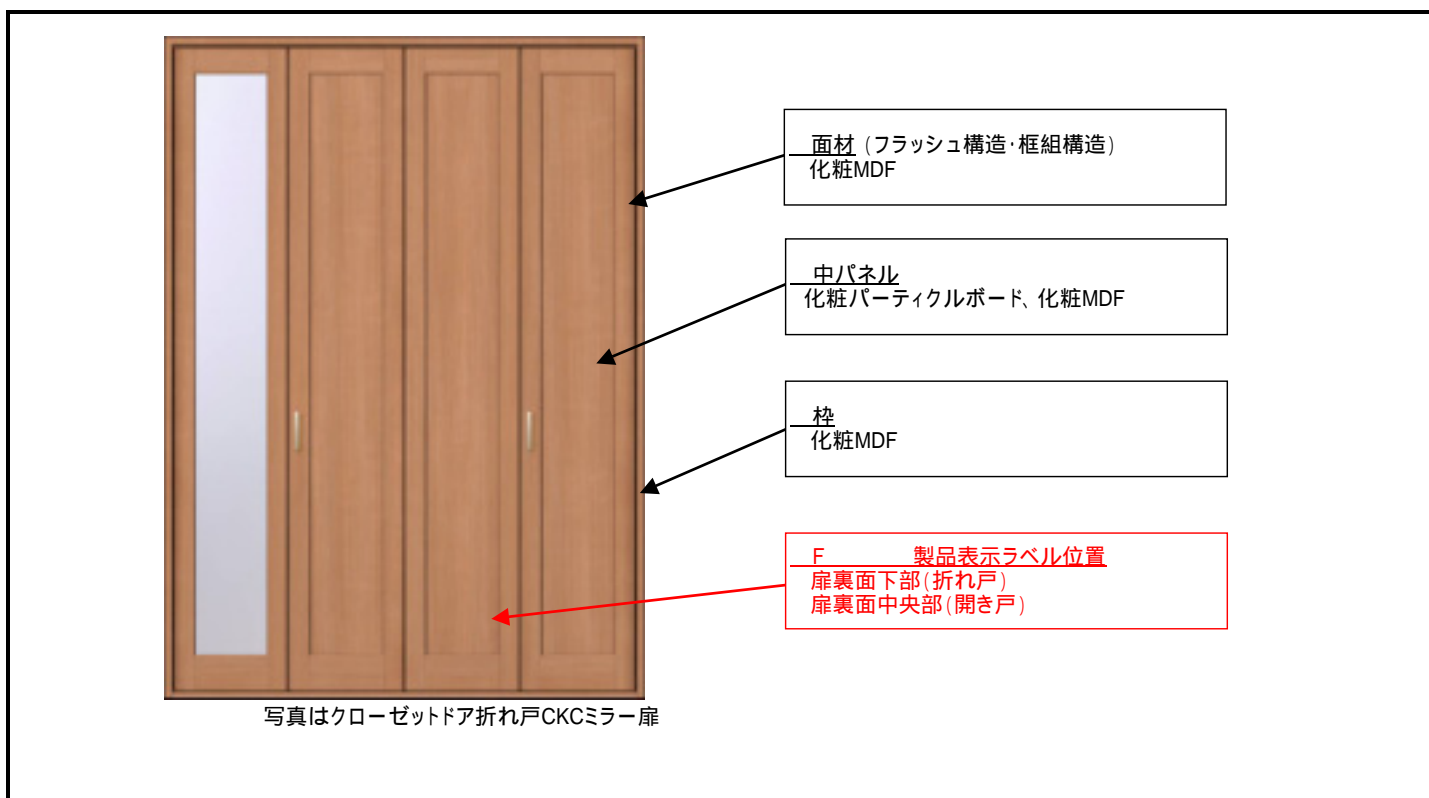 面材 (フラッシュ構造・框組構造)
化粧MDF
中パネル
化粧パーティクルボード、化粧MDF
枠
化粧MDF
F 製品表示ラベル位置
扉裏面下部(折れ戸)
扉裏面中央部(開き戸)
写真はクローゼットドア折れ戸CKCミラー扉